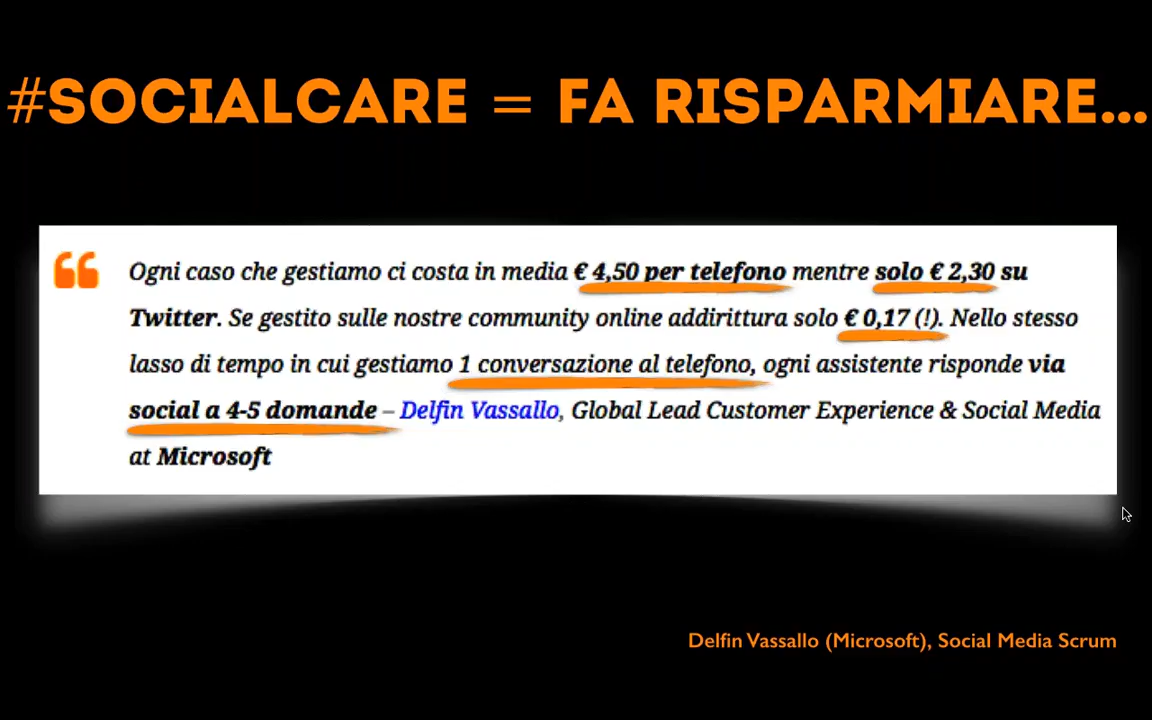 #SOCIALCARE = FA RISPARMIARE...
Ogni caso che gestiamo ci costa in media € 4,50 per telefono mentre solo € 2,30 su
Twitter. Se gestito sulle nostre community online addirittura solo € 0,17 (!). Nello stesso
lasso di tempo in cui gestiamo 1 conversazione al telefono, ogni assistente risponde via
social a 4-5 domande – Delfin Vassallo, Global Lead Customer Experience & Social Media
at Microsoft
Delfin Vassallo (Microsoft), Social Media Scrum